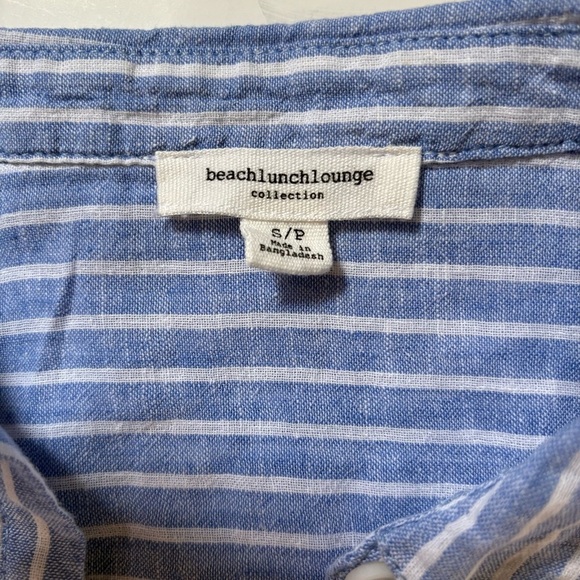 beachlunchlounge
collection
S/P
Made in
Bangladesh